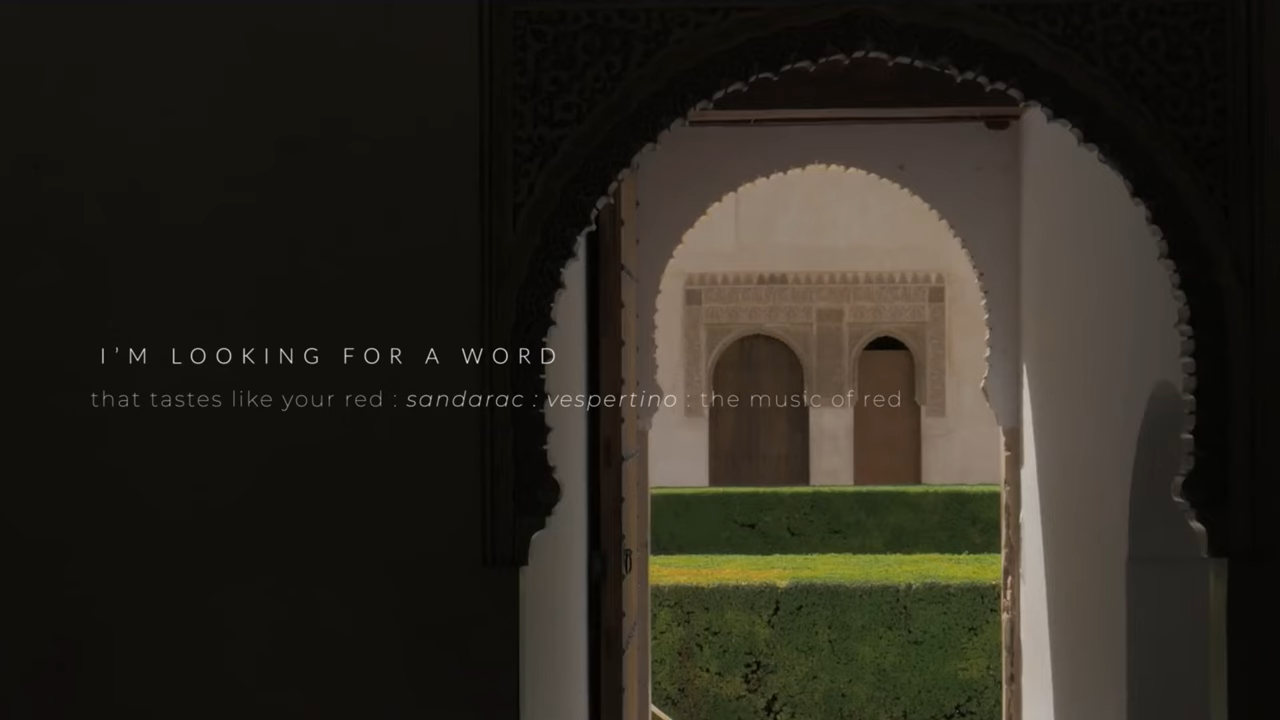 I’M LOOKING FOR A WORD
that tastes like your red : sandarac : vespertino : the music of red